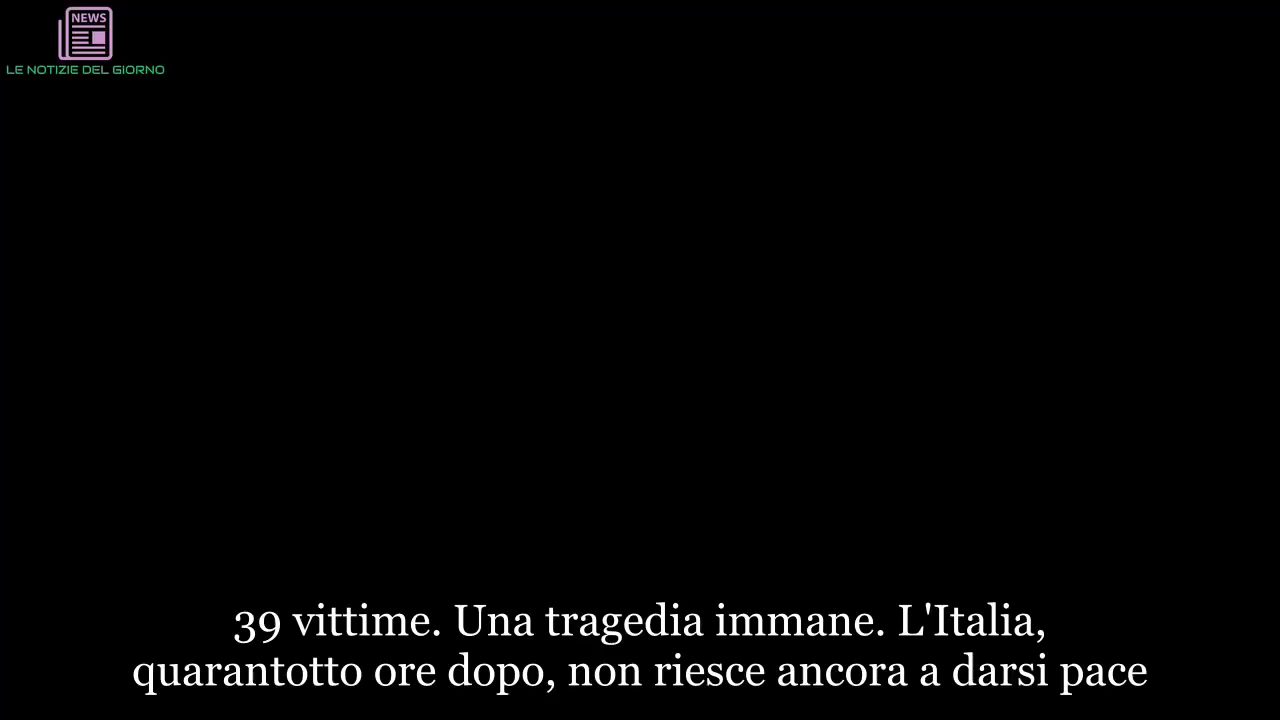 NEWS
LE NOTIZIE DEL GIORNO
39 vittime. Una tragedia immane. L'Italia,
quarantotto ore dopo, non riesce ancora a darsi pace